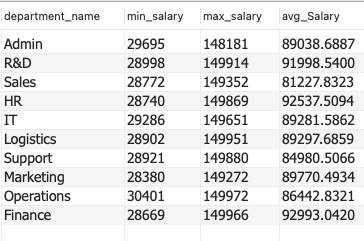 department_name min_salary max_salary avg_Salary
Admin 29695 148181 89038.6887
R&D 28998 149914 91998.5400
Sales 28772 149352 81227.8323
HR 28740 149869 92537.5094
IT 29286 149651 89281.5862
Logistics 28902 149951 89297.6859
Support 28921 149880 84980.5066
Marketing 28380 149272 89770.4934
Operations 30401 149972 86442.8321
Finance 28669 149966 92993.0420